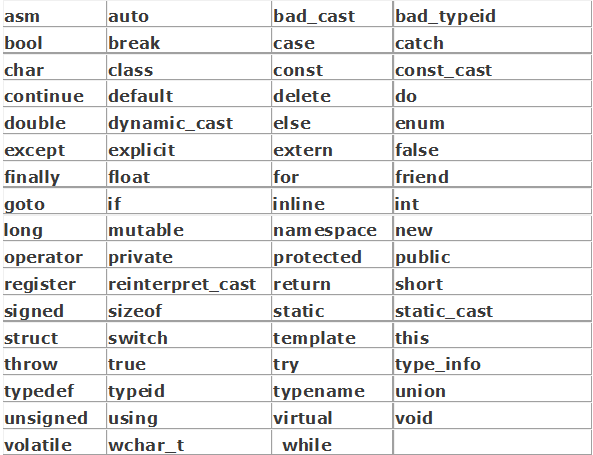 asm auto bad_cast bad_typeid
bool break case catch
char class const const_cast
continue default delete do
double dynamic_cast else enum
except explicit extern false
finally float for friend
goto if inline int
long mutable namespace new
operator private protected public
register reinterpret_cast return short
signed sizeof static static_cast
struct switch template this
throw true try type_info
typedef typeid typename union
unsigned using virtual void
volatile wchar_t while